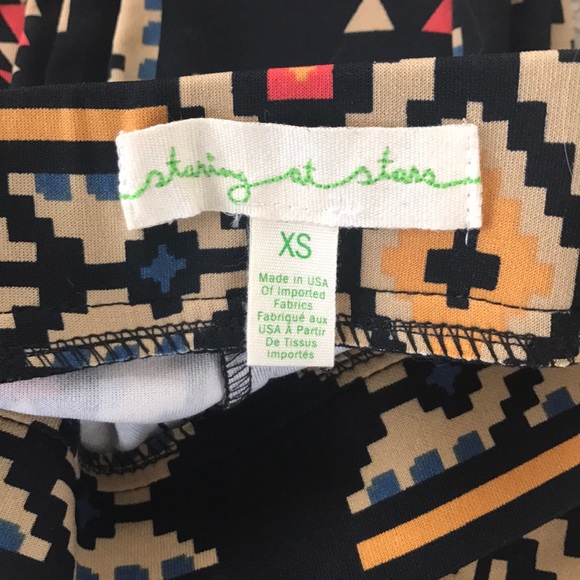 staring at stars
XS
Made in USA
Of Imported
Fabrics
Fabriqué aux
USA À Partir
De Tissus
Importés